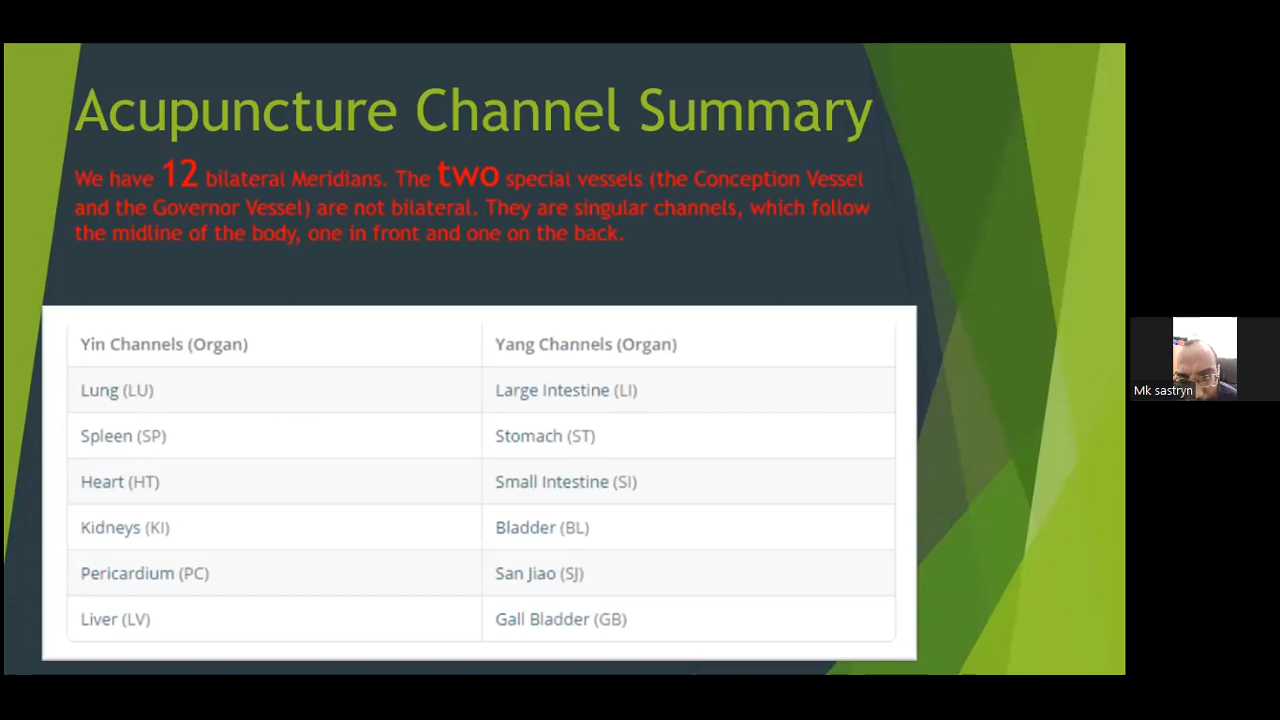 Acupuncture Channel Summary
We have 12 bilateral Meridians. The two special vessels (the Conception Vessel
and the Governor Vessel) are not bilateral. They are singular channels, which follow
the midline of the body, one in front and one on the back.
Yin Channels (Organ) Yang Channels (Organ)
Lung (LU) Large Intestine (LI)
Spleen (SP) Stomach (ST)
Heart (HT) Small Intestine (SI)
Kidneys (KI) Bladder (BL)
Pericardium (PC) San Jiao (SJ)
Liver (LV) Gall Bladder (GB)
Mk sastryn